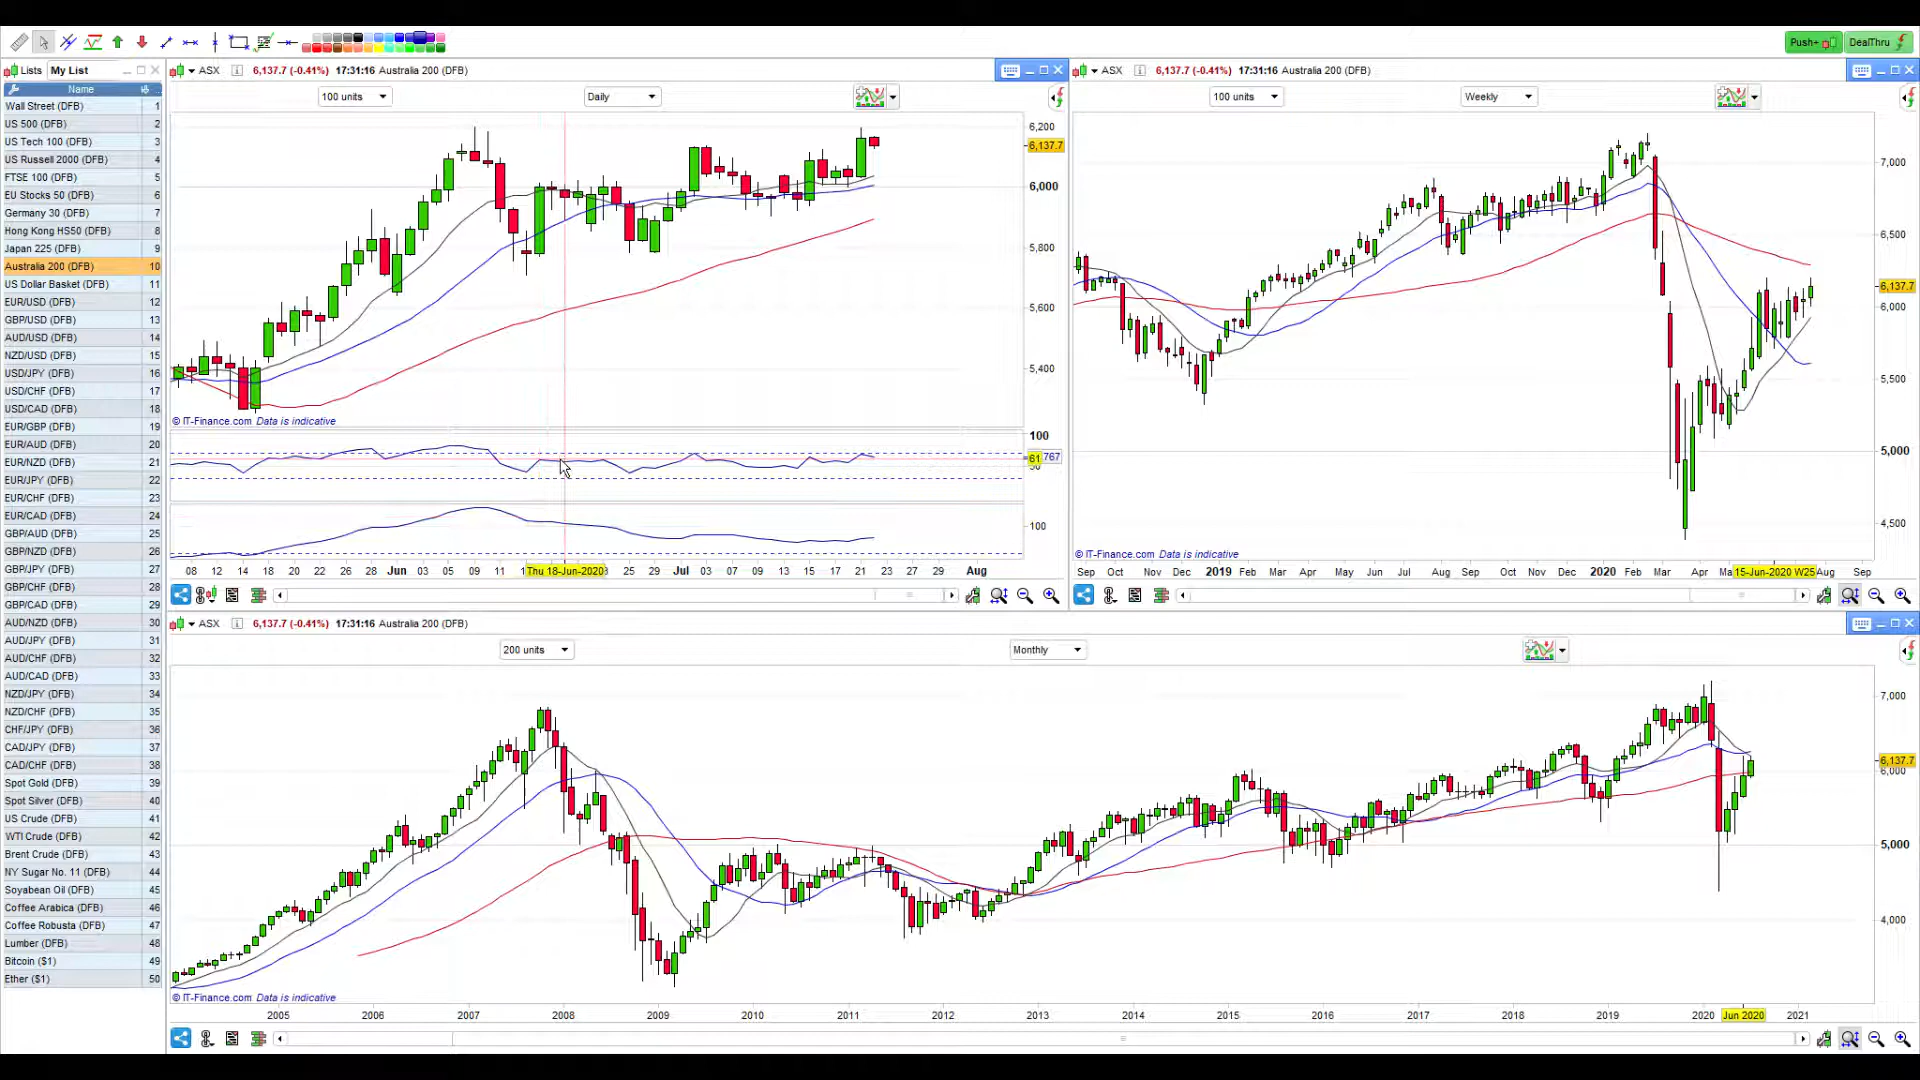 Push+
DealThru
Lists
My List
Name
Wall Street (DFB) 1
US 500 (DFB) 2
US Tech 100 (DFB) 3
US Russell 2000 (DFB) 4
FTSE 100 (DFB) 5
EU Stocks 50 (DFB) 6
Germany 30 (DFB) 7
Hong Kong HS50 (DFB) 8
Japan 225 (DFB) 9
Australia 200 (DFB) 10
US Dollar Basket (DFB) 11
EUR/USD (DFB) 12
GBP/USD (DFB) 13
AUD/USD (DFB) 14
NZD/USD (DFB) 15
USD/JPY (DFB) 16
USD/CHF (DFB) 17
USD/CAD (DFB) 18
EUR/GBP (DFB) 19
EUR/AUD (DFB) 20
EUR/NZD (DFB) 21
EUR/JPY (DFB) 22
EUR/CHF (DFB) 23
EUR/CAD (DFB) 24
GBP/AUD (DFB) 25
GBP/NZD (DFB) 26
GBP/JPY (DFB) 27
GBP/CHF (DFB) 28
GBP/CAD (DFB) 29
AUD/NZD (DFB) 30
AUD/JPY (DFB) 31
AUD/CHF (DFB) 32
AUD/CAD (DFB) 33
NZD/JPY (DFB) 34
NZD/CHF (DFB) 35
CHF/JPY (DFB) 36
CAD/JPY (DFB) 37
CAD/CHF (DFB) 38
Spot Gold (DFB) 39
Spot Silver (DFB) 40
US Crude (DFB) 41
WTI Crude (DFB) 42
Brent Crude (DFB) 43
NY Sugar No. 11 (DFB) 44
Soyabean Oil (DFB) 45
Coffee Arabica (DFB) 46
Coffee Robusta (DFB) 47
Lumber (DFB) 48
Bitcoin ($1) 49
Ether ($1) 50
ASX 6,137.7 (-0.41%) 17:31:16 Australia 200 (DFB)
100 units
Daily
6,200
6,137.7
6,000
5,800
5,600
5,400
© IT-Finance.com Data is indicative
100
61.767
100
08 12 14 18 20 22 26 28 Jun 03 05 09 11 Thu 18-Jun-2020 25 29 Jul 03 07 09 13 15 17 21 23 27 29 Aug
ASX 6,137.7 (-0.41%) 17:31:16 Australia 200 (DFB)
100 units
Weekly
7,000
6,500
6,137.7
6,000
5,500
5,000
4,500
© IT-Finance.com Data is indicative
Sep Oct Nov Dec 2019 Feb Mar Apr May Jun Jul Aug Sep Oct Nov Dec 2020 Feb Mar Apr 15-Jun-2020 W25 Aug Sep
ASX 6,137.7 (-0.41%) 17:31:16 Australia 200 (DFB)
200 units
Monthly
7,000
6,137.7
6,000
5,000
4,000
© IT-Finance.com Data is indicative
2005 2006 2007 2008 2009 2010 2011 2012 2013 2014 2015 2016 2017 2018 2019 2020 Jun 2020 2021